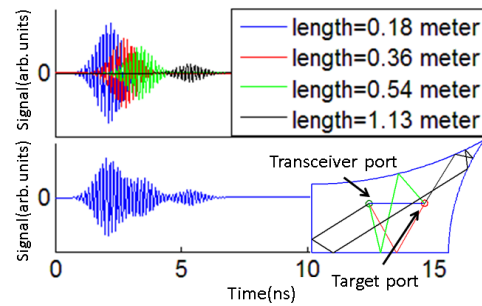 Signal(arb. units)
0
length=0.18 meter
length=0.36 meter
length=0.54 meter
length=1.13 meter
Signal(arb. units)
0
Transceiver port
Target port
0 5 10 15
Time(ns)